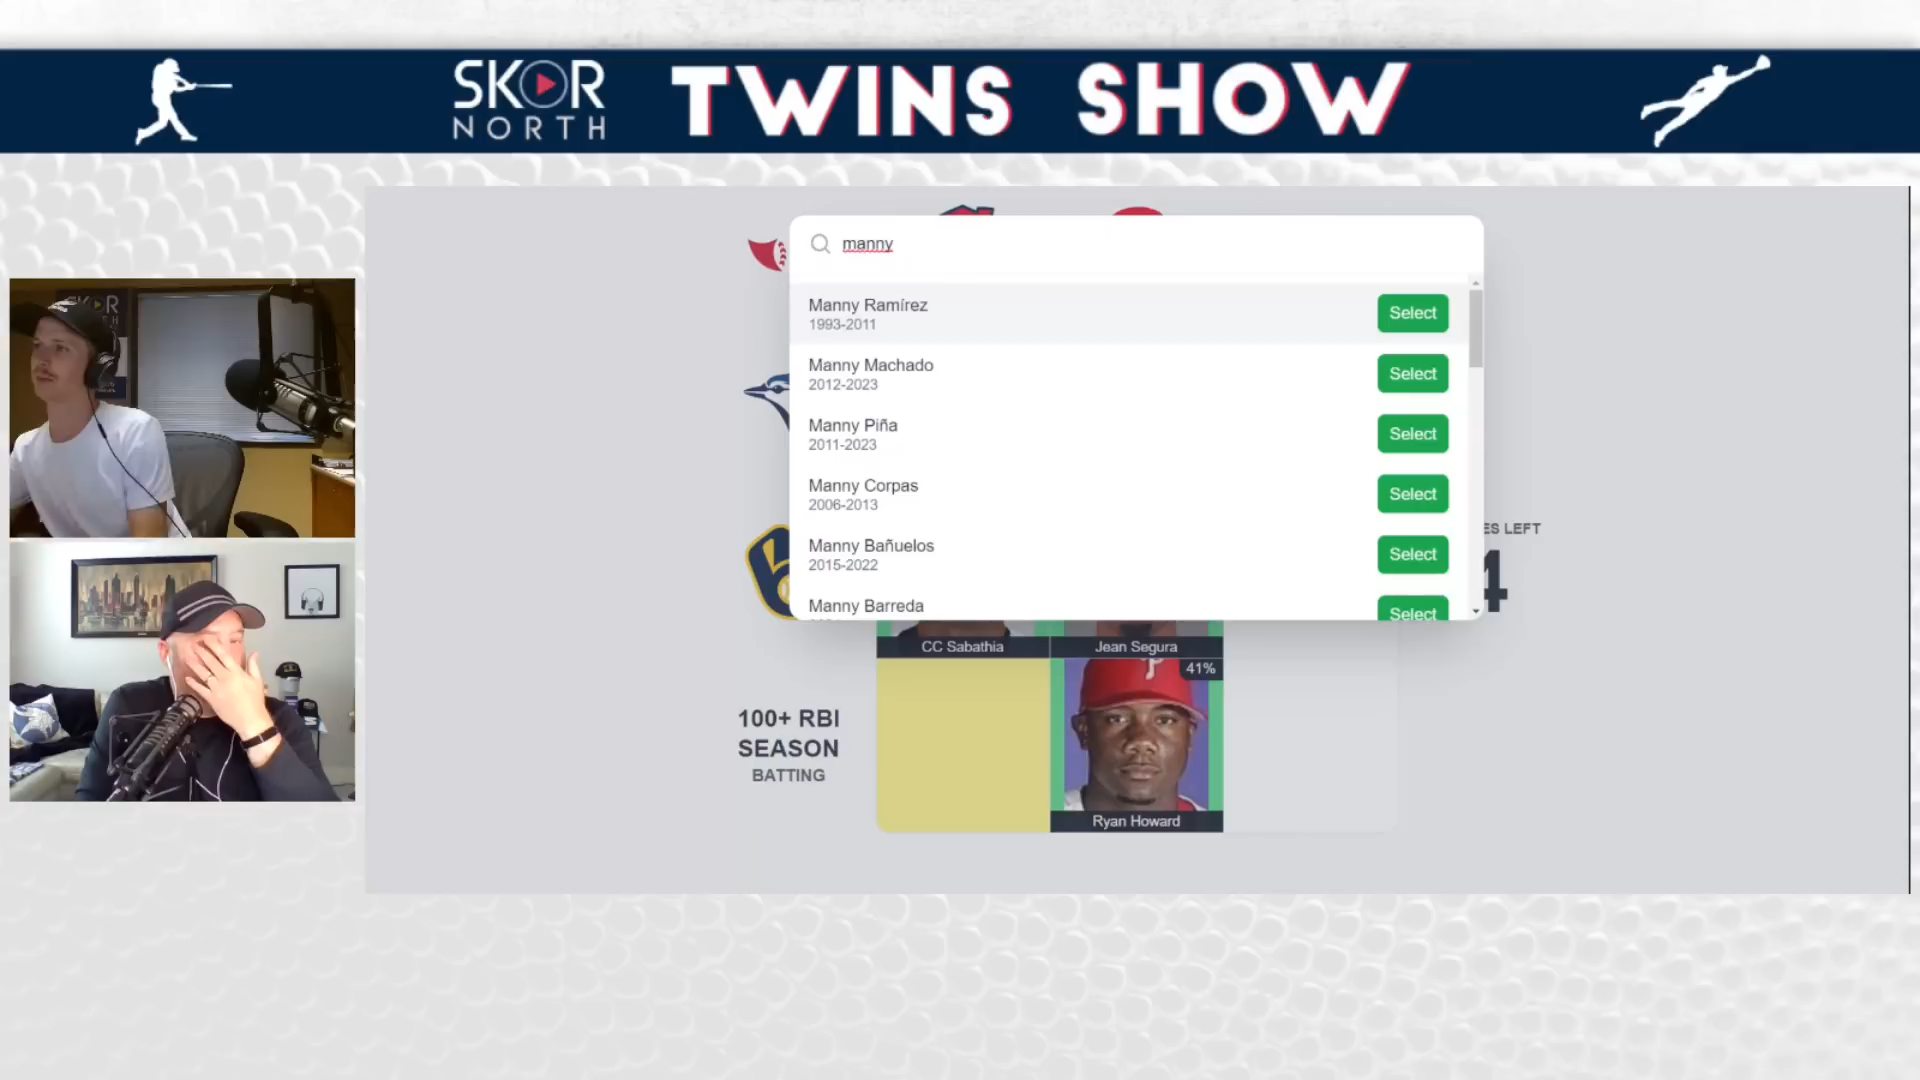 SKOR
NORTH
TWINS SHOW
manny
Manny Ramírez
1993-2011
Select
Manny Machado
2012-2023
Select
Manny Piña
2011-2023
Select
Manny Corpas
2006-2013
Select
Manny Bañuelos
2015-2022
Select
Manny Barreda
Select
ES LEFT
4
CC Sabathia
Jean Segura
41%
100+ RBI
SEASON
BATTING
Ryan Howard